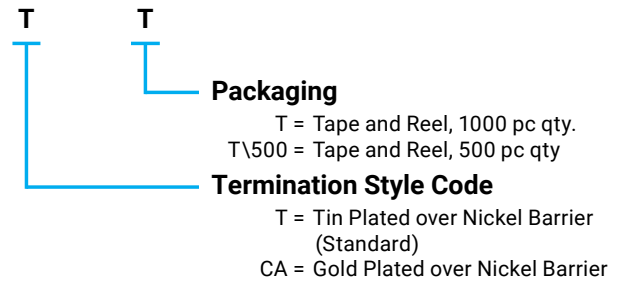 T T
Packaging
T = Tape and Reel, 1000 pc qty.
T\500 = Tape and Reel, 500 pc qty
Termination Style Code
T = Tin Plated over Nickel Barrier
(Standard)
CA = Gold Plated over Nickel Barrier